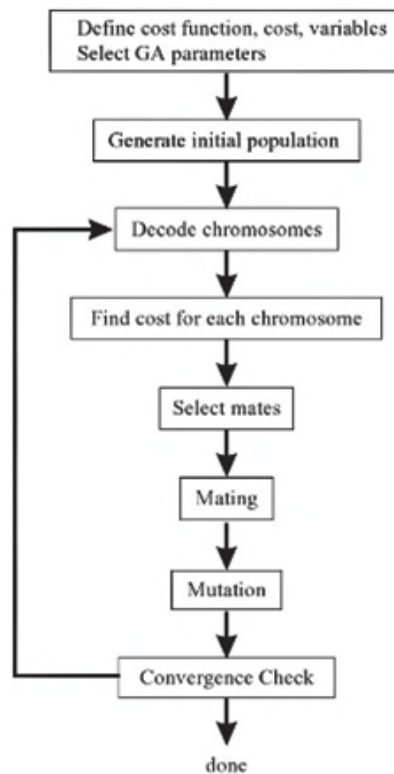 Define cost function, cost, variables
Select GA parameters
Generate initial population
Decode chromosomes
Find cost for each chromosome
Select mates
Mating
Mutation
Convergence Check
done